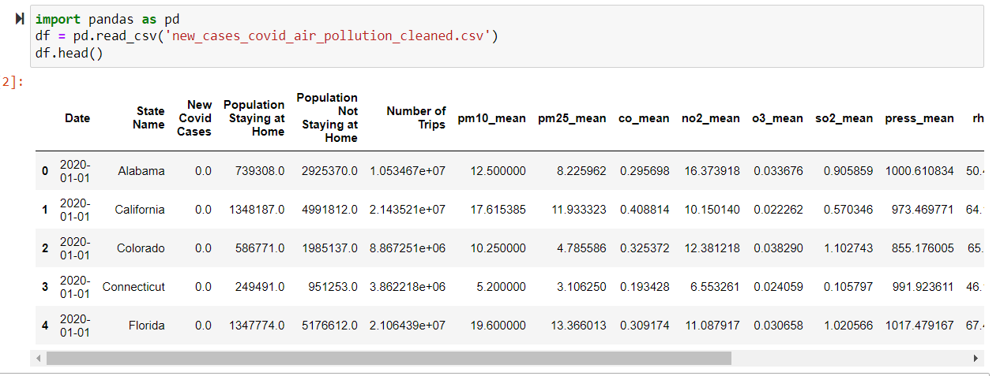 import pandas as pd
df = pd.read_csv('new_cases_covid_air_pollution_cleaned.csv')
df.head()
2]:
Date State Name New Covid Cases Population Staying at Home Population Not Staying at Home Number of Trips pm10_mean pm25_mean co_mean no2_mean o3_mean so2_mean press_mean rh
0 2020-01-01 Alabama 0.0 739308.0 2925370.0 1.053467e+07 12.500000 8.225962 0.295698 16.373918 0.033676 0.905859 1000.610834 50.
1 2020-01-01 California 0.0 1348187.0 4991812.0 2.143521e+07 17.615385 11.933323 0.408814 10.150140 0.022262 0.570346 973.469771 64.
2 2020-01-01 Colorado 0.0 586771.0 1985137.0 8.867251e+06 10.250000 4.785586 0.325372 12.381218 0.038290 1.102743 855.176005 65.
3 2020-01-01 Connecticut 0.0 249491.0 951253.0 3.862218e+06 5.200000 3.106250 0.193428 6.553261 0.024059 0.105797 991.923611 46.
4 2020-01-01 Florida 0.0 1347774.0 5176612.0 2.106439e+07 19.600000 13.366013 0.309174 11.087917 0.030658 1.020566 1017.479167 67.